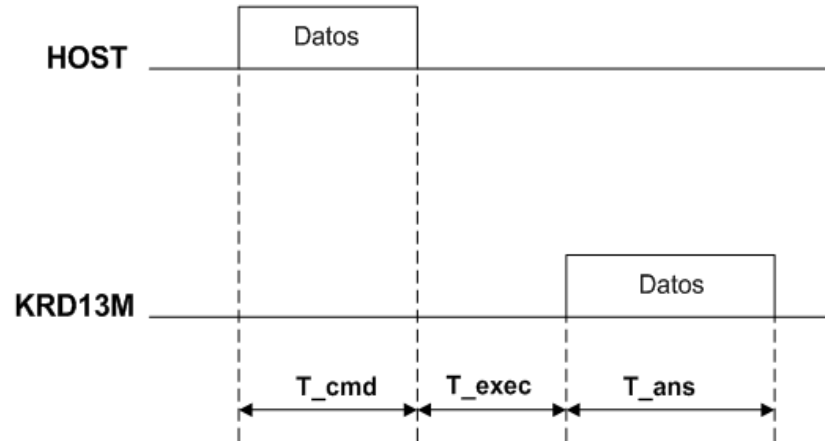 Datos
HOST
Datos
KRD13M
T_cmd
T_exec
T_ans